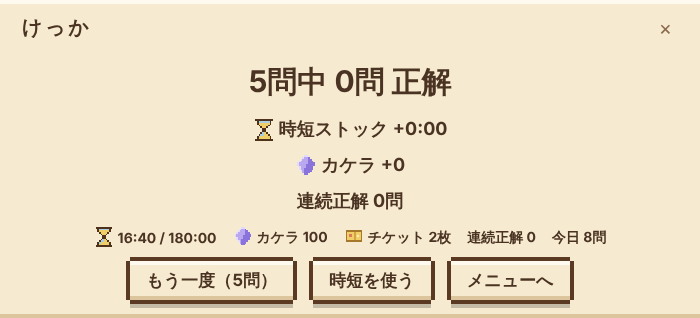 けっか ×
5問中 0問 正解
時短ストック +0:00
カケラ +0
連続正解 0問
16:40 / 180:00 カケラ 100 チケット 2枚 連続正解 0 今日 8問
もう一度（5問） 時短を使う メニューへ